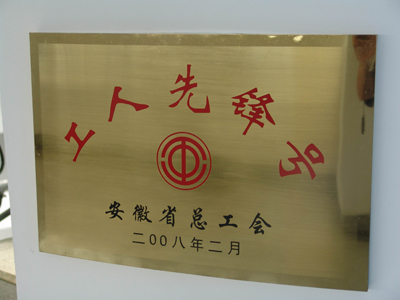 工人先锋号
安徽省总工会
二00八年二月